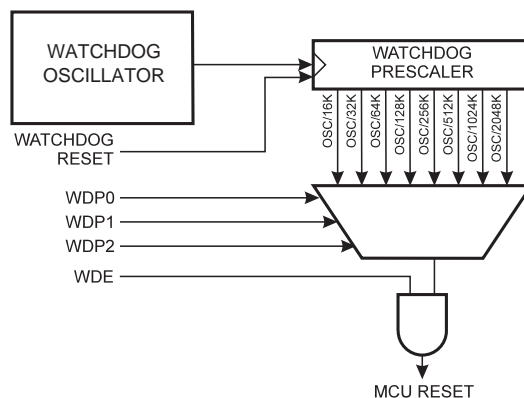 WATCHDOG
OSCILLATOR
WATCHDOG
PRESCALER
WATCHDOG
RESET
OSC/16K
OSC/32K
OSC/64K
OSC/128K
OSC/256K
OSC/512K
OSC/1024K
OSC/2048K
WDP0
WDP1
WDP2
WDE
MCU RESET